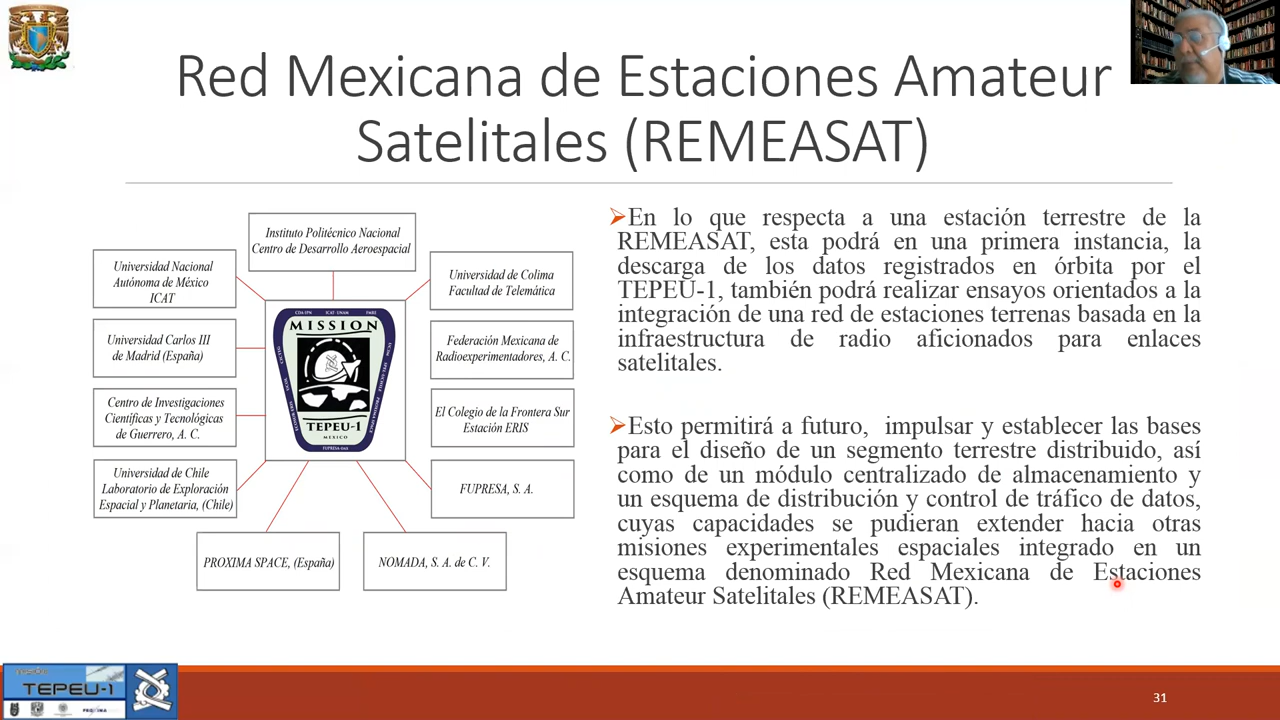 Red Mexicana de Estaciones Amateur
Satelitales (REMEASAT)
Instituto Politécnico Nacional
Centro de Desarrollo Aeroespacial
Universidad Nacional
Autónoma de México
ICAT
Universidad de Colima
Facultad de Telemática
Universidad Carlos III
de Madrid (España)
Federación Mexicana de
Radioexperimentadores, A. C.
Centro de Investigaciones
Científicas y Tecnológicas
de Guerrero, A. C.
El Colegio de la Frontera Sur
Estación ERIS
Universidad de Chile
Laboratorio de Exploración
Espacial y Planetaria, (Chile)
FUPRESA, S. A.
PROXIMA SPACE, (España)
NOMADA, S. A. de C. V.
CDA-IPN ICAT-UNAM FMRE
MISSION
TEPEU-1
MEXICO
➢En lo que respecta a una estación terrestre de la
REMEASAT, esta podrá en una primera instancia, la
descarga de los datos registrados en órbita por el
TEPEU-1, también podrá realizar ensayos orientados a la
integración de una red de estaciones terrenas basada en la
infraestructura de radio aficionados para enlaces
satelitales.
➢Esto permitirá a futuro, impulsar y establecer las bases
para el diseño de un segmento terrestre distribuido, así
como de un módulo centralizado de almacenamiento y
un esquema de distribución y control de tráfico de datos,
cuyas capacidades se pudieran extender hacia otras
misiones experimentales espaciales integrado en un
esquema denominado Red Mexicana de Estaciones
Amateur Satelitales (REMEASAT).
TEPEU-1
31